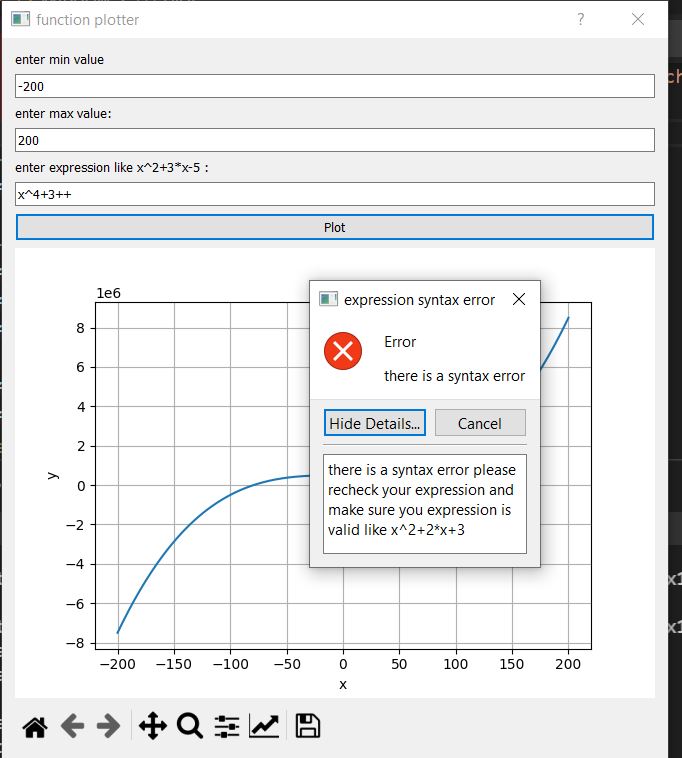 function plotter
enter min value
-200
enter max value:
200
enter expression like x^2+3*x-5 :
x^4+3++
Plot
1e6
8
6
4
2
0
−2
−4
−6
−8
y
−200 −150 −100 −50 0 50 100 150 200
x
expression syntax error
Error
there is a syntax error
Hide Details... Cancel
there is a syntax error please
recheck your expression and
make sure you expression is
valid like x^2+2*x+3
ch
x1
x1